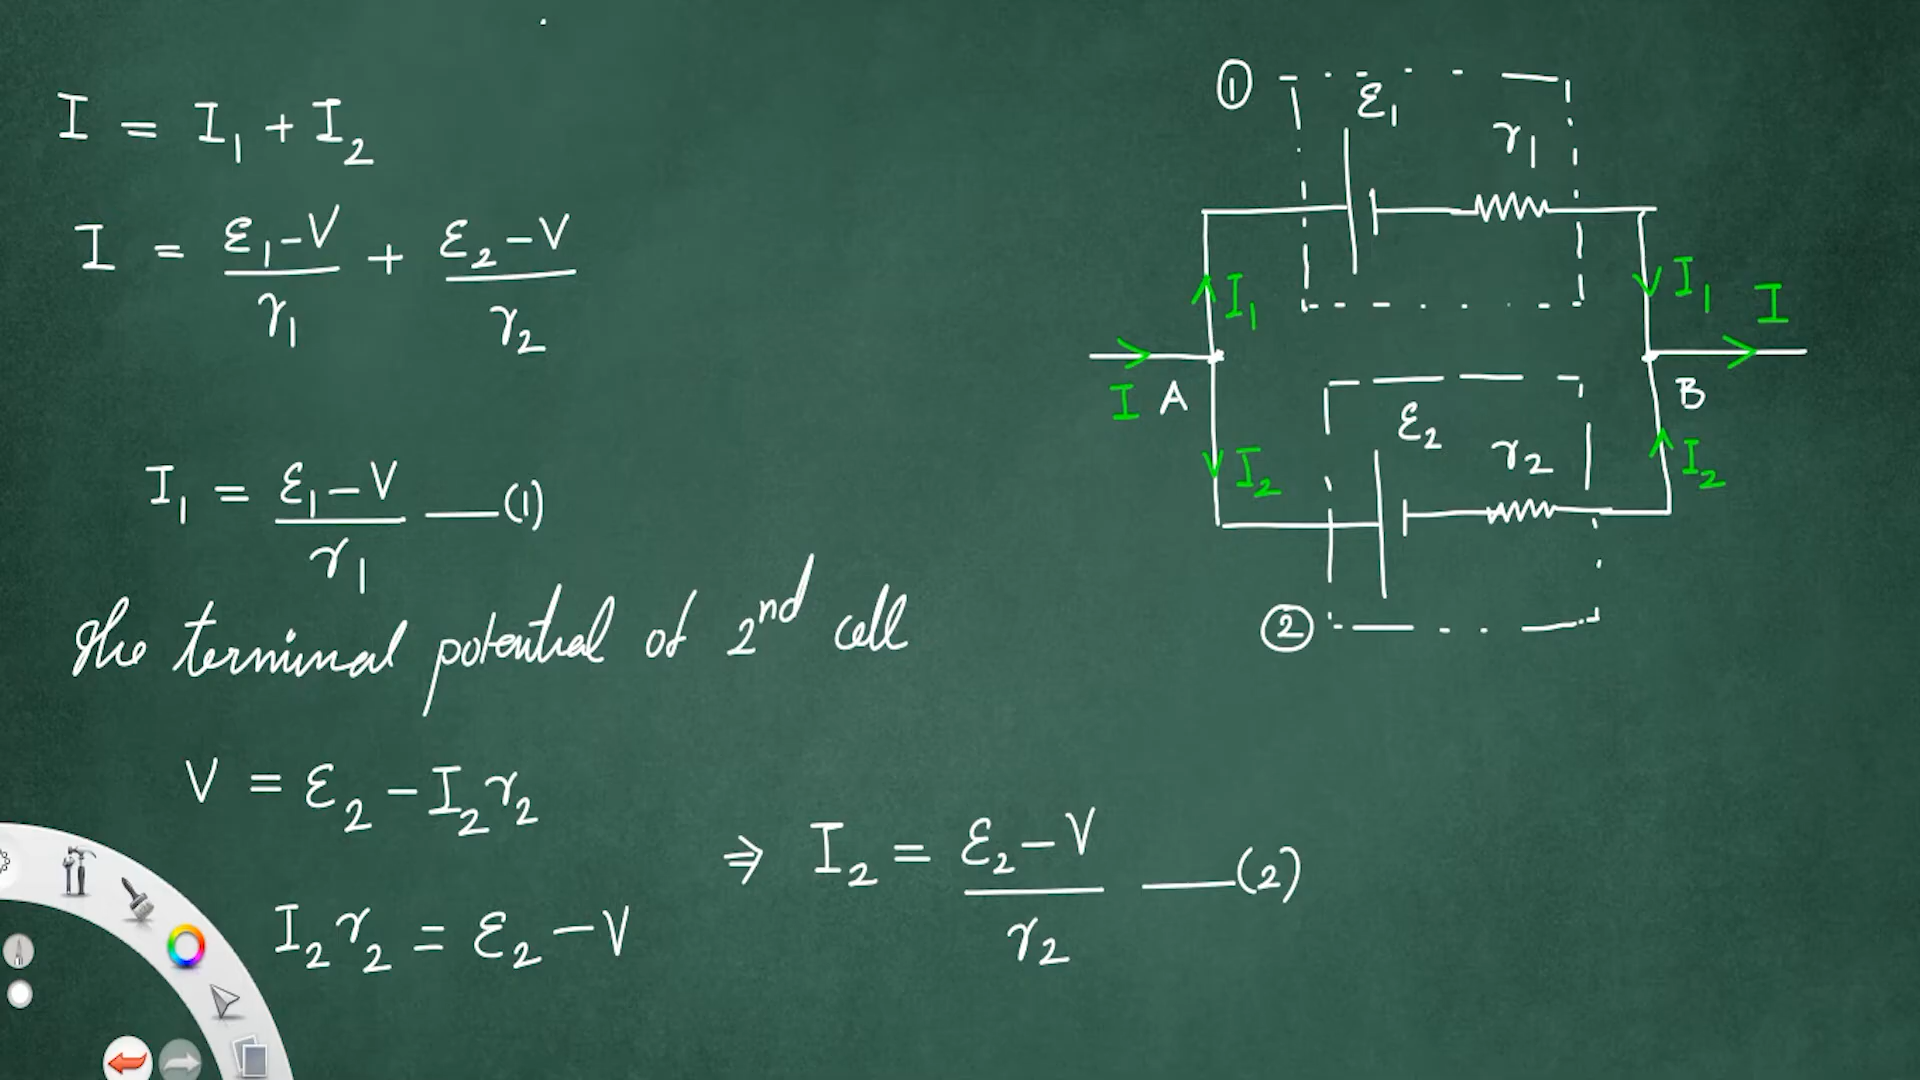 I = I₁ + I₂
I = (ε₁ – V)/r₁ + (ε₂ – V)/r₂
I₁ = (ε₁ – V)/r₁ —(1)
The terminal potential of 2ⁿᵈ cell
V = ε₂ – I₂r₂
⇒ I₂ = (ε₂ – V)/r₂ —(2)
I₂r₂ = ε₂ – V
①
ε₁
r₁
I₁
I₁
I
I
A
B
ε₂
r₂
I₂
I₂
②